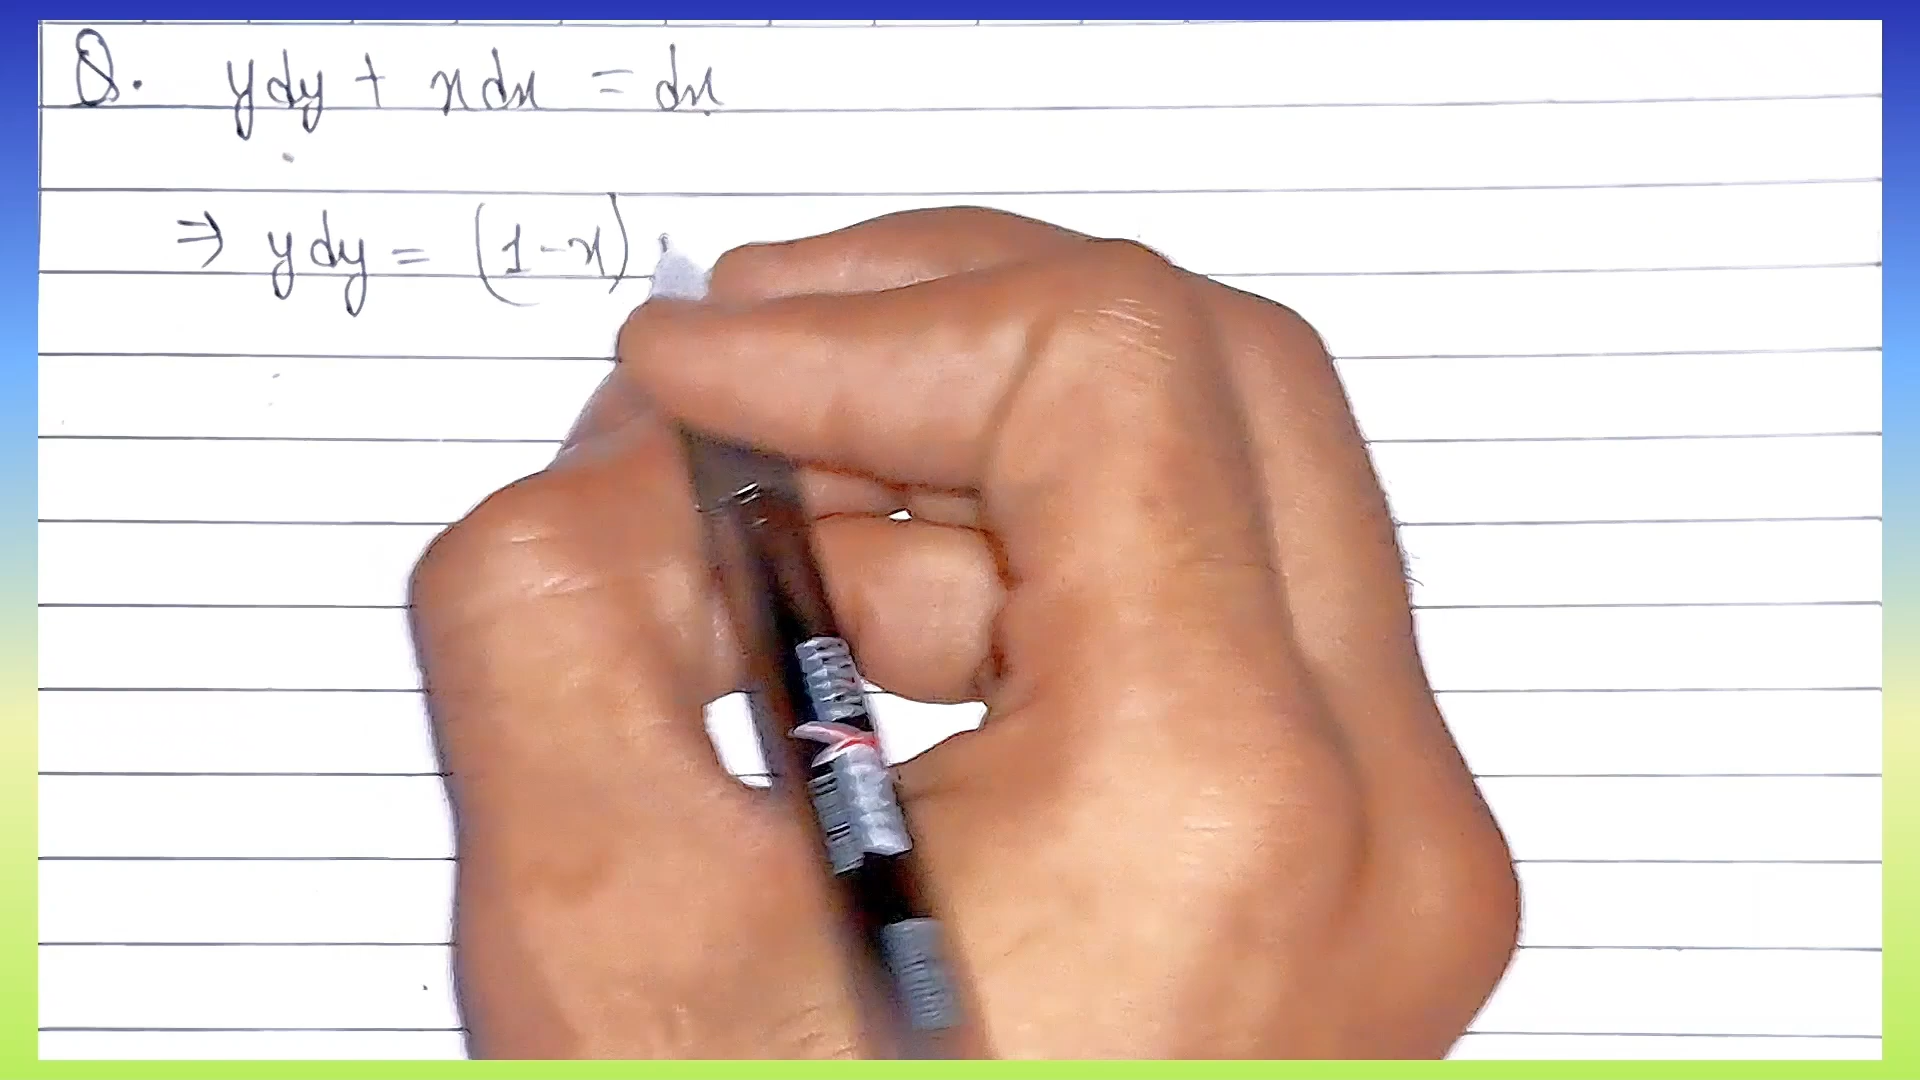 Q. ydy + xdx = dx
⇒ ydy = (1-x)